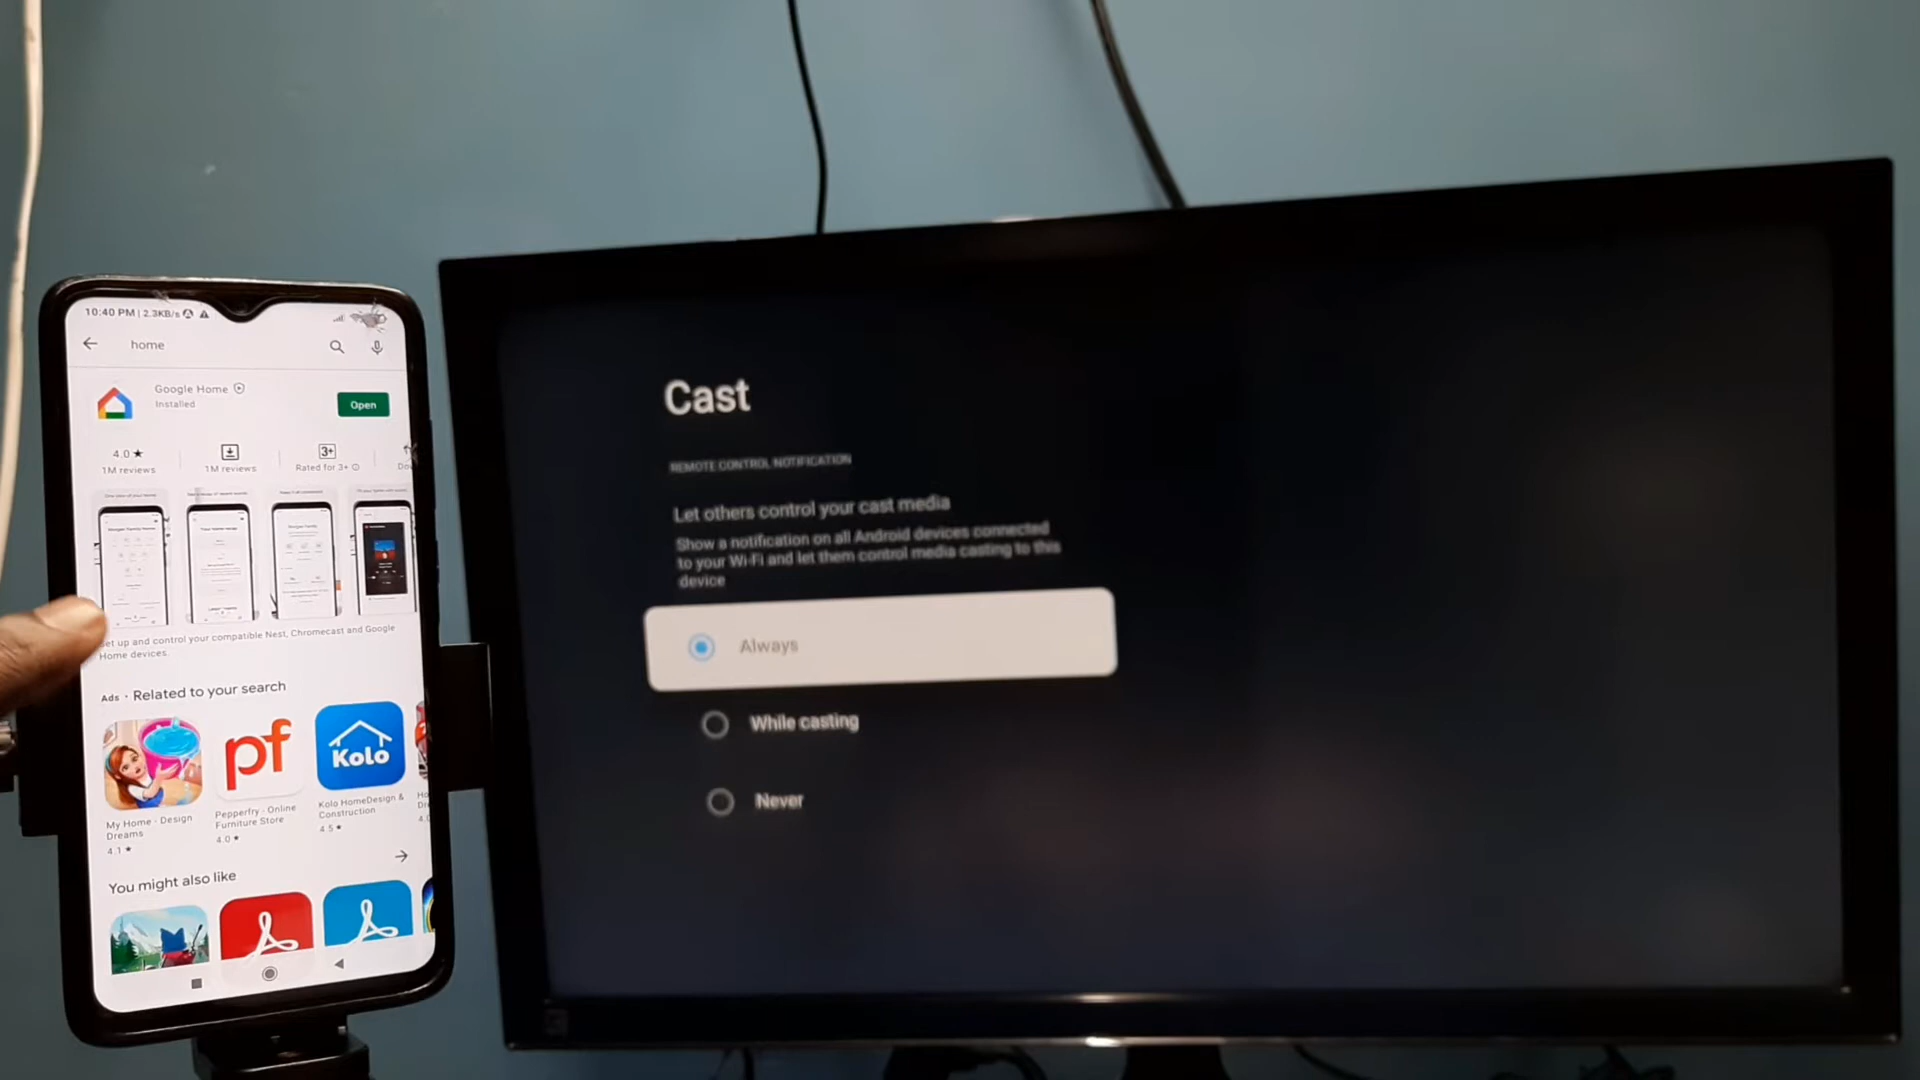 10:40 PM | 2.3KB/s
home
Google Home
Installed
Open
4.0 ★
1M reviews
1M reviews
3+
Rated for 3+
Set up and control your compatible Nest, Chromecast and Google
Home devices.
Ads · Related to your search
pf
Kolo
My Home - Design
Dreams
4.1 ★
Pepperfry - Online
Furniture Store
4.0 ★
Kolo HomeDesign &
Construction
4.5 ★
You might also like
Cast
REMOTE CONTROL NOTIFICATION
Let others control your cast media
Show a notification on all Android devices connected
to your Wi-Fi and let them control media casting to this
device
Always
While casting
Never